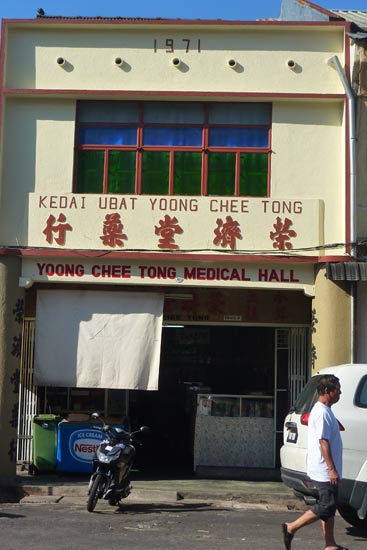 1971
KEDAI UBAT YOONG CHEE TONG
行藥堂濟榮
YOONG CHEE TONG MEDICAL HALL
ICE CREAM
Nestlé